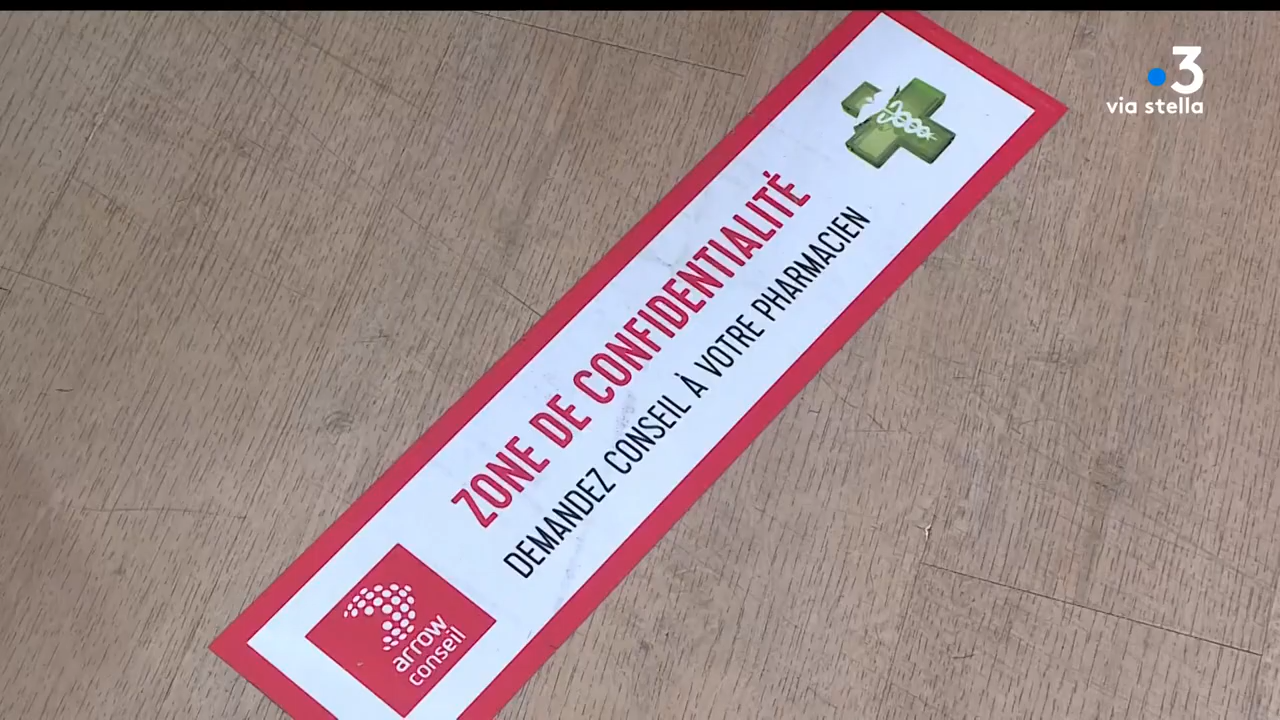 3
via stella
ZONE DE CONFIDENTIALITÉ
DEMANDEZ CONSEIL À VOTRE PHARMACIEN
arrow
conseil